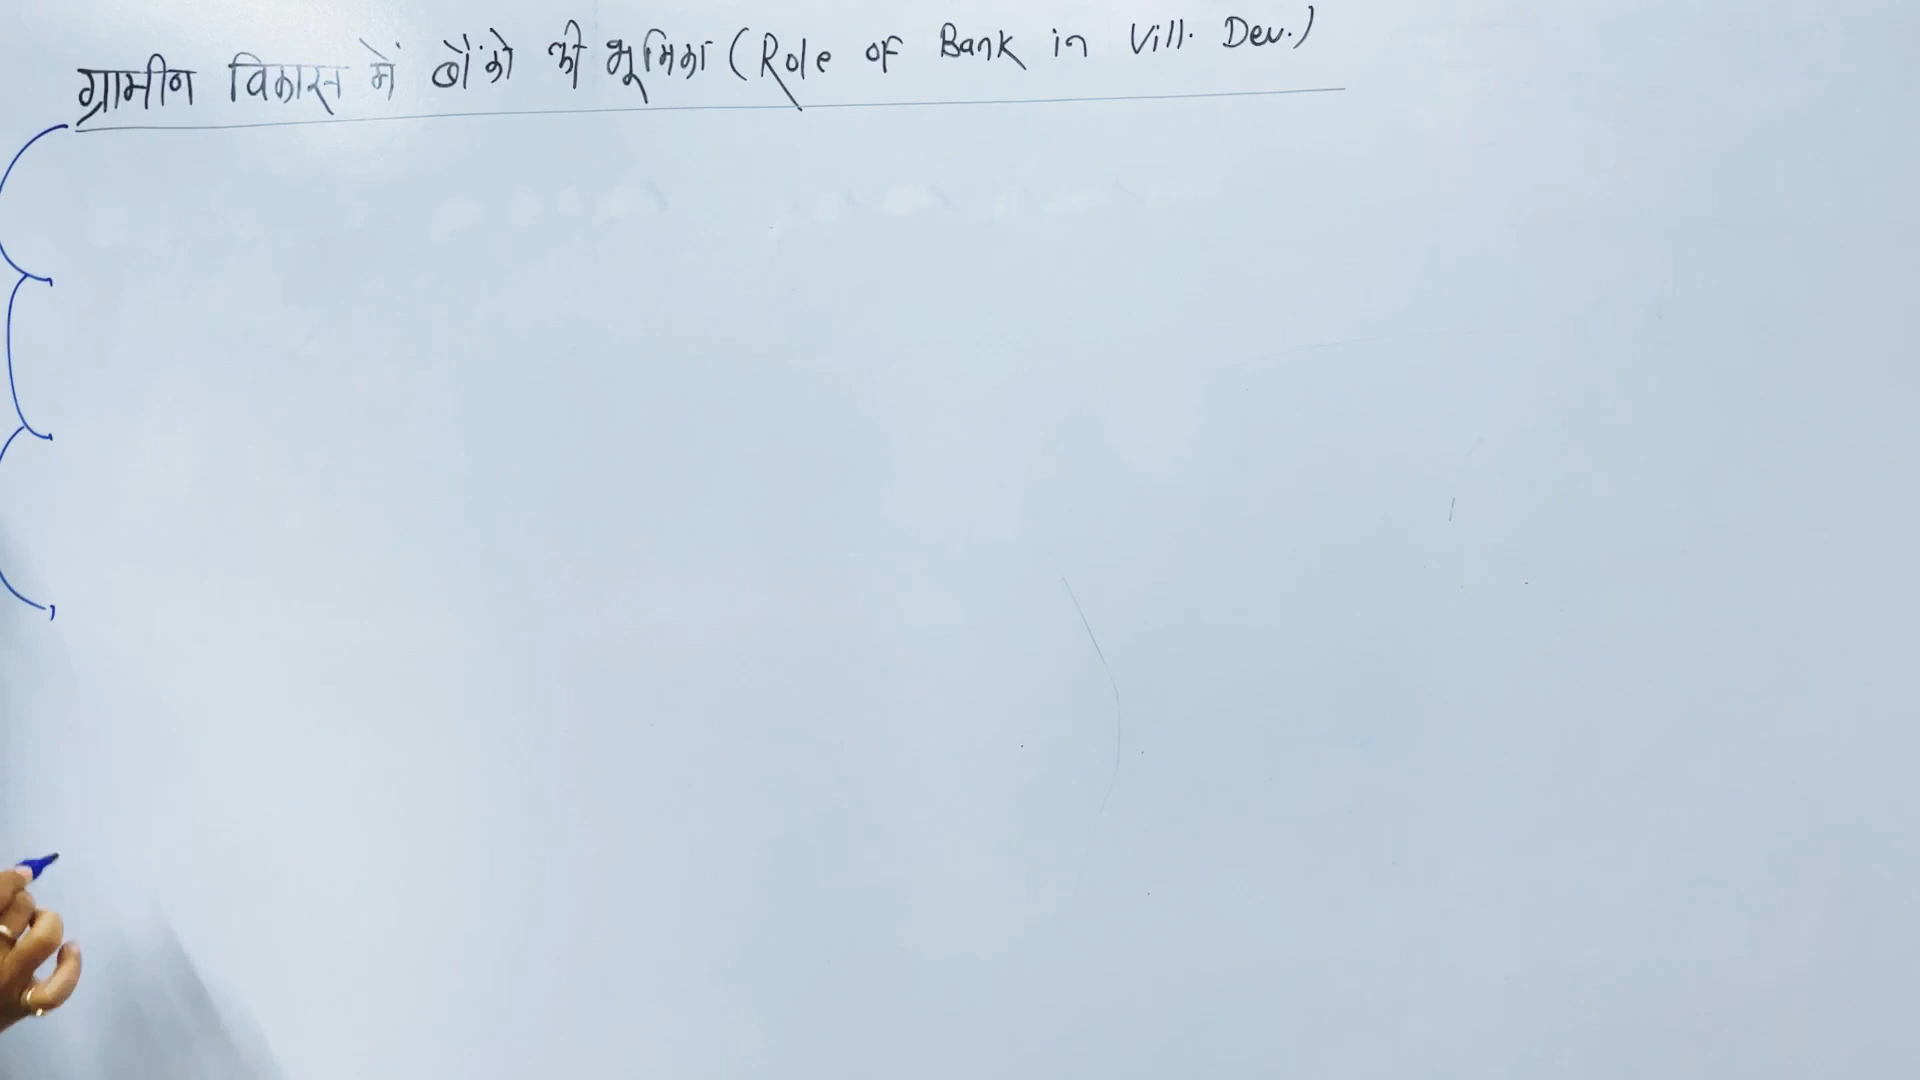 ग्रामीण विकास में बैंको की भूमिका (Role of Bank in Vill. Dev.)